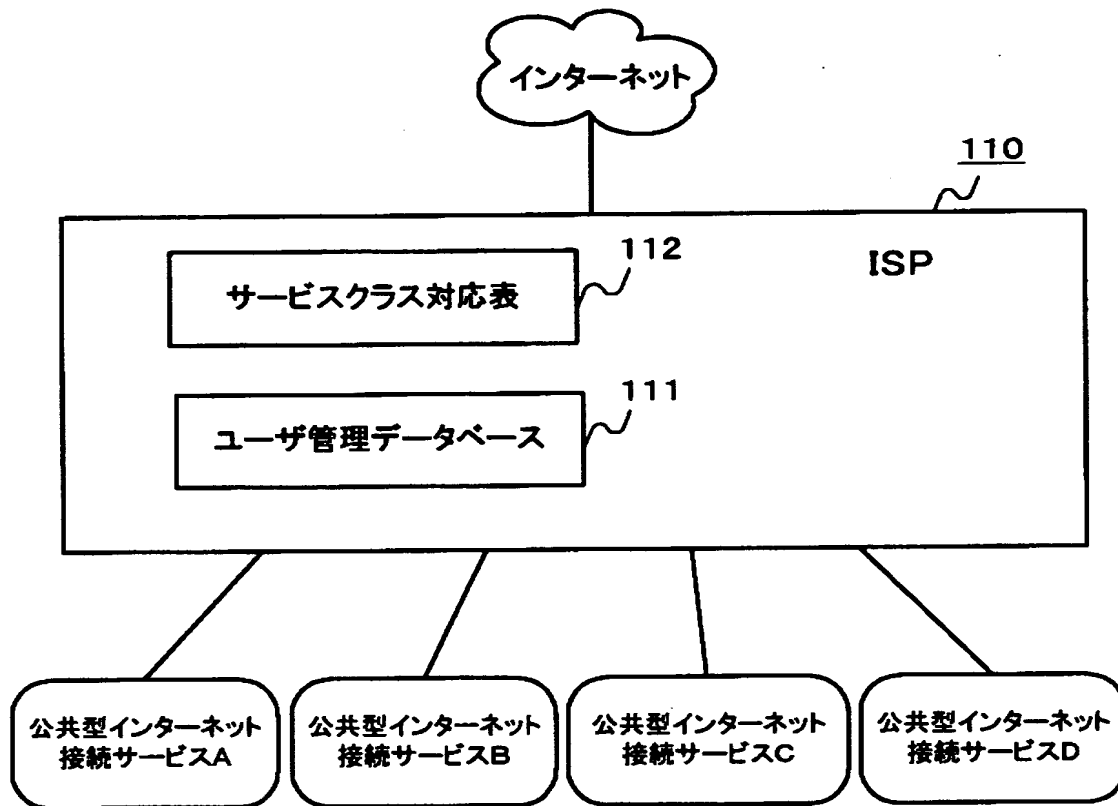 インターネット
110
ISP
112
サービスクラス対応表
111
ユーザ管理データベース
公共型インターネット
接続サービスA
公共型インターネット
接続サービスB
公共型インターネット
接続サービスC
公共型インターネット
接続サービスD